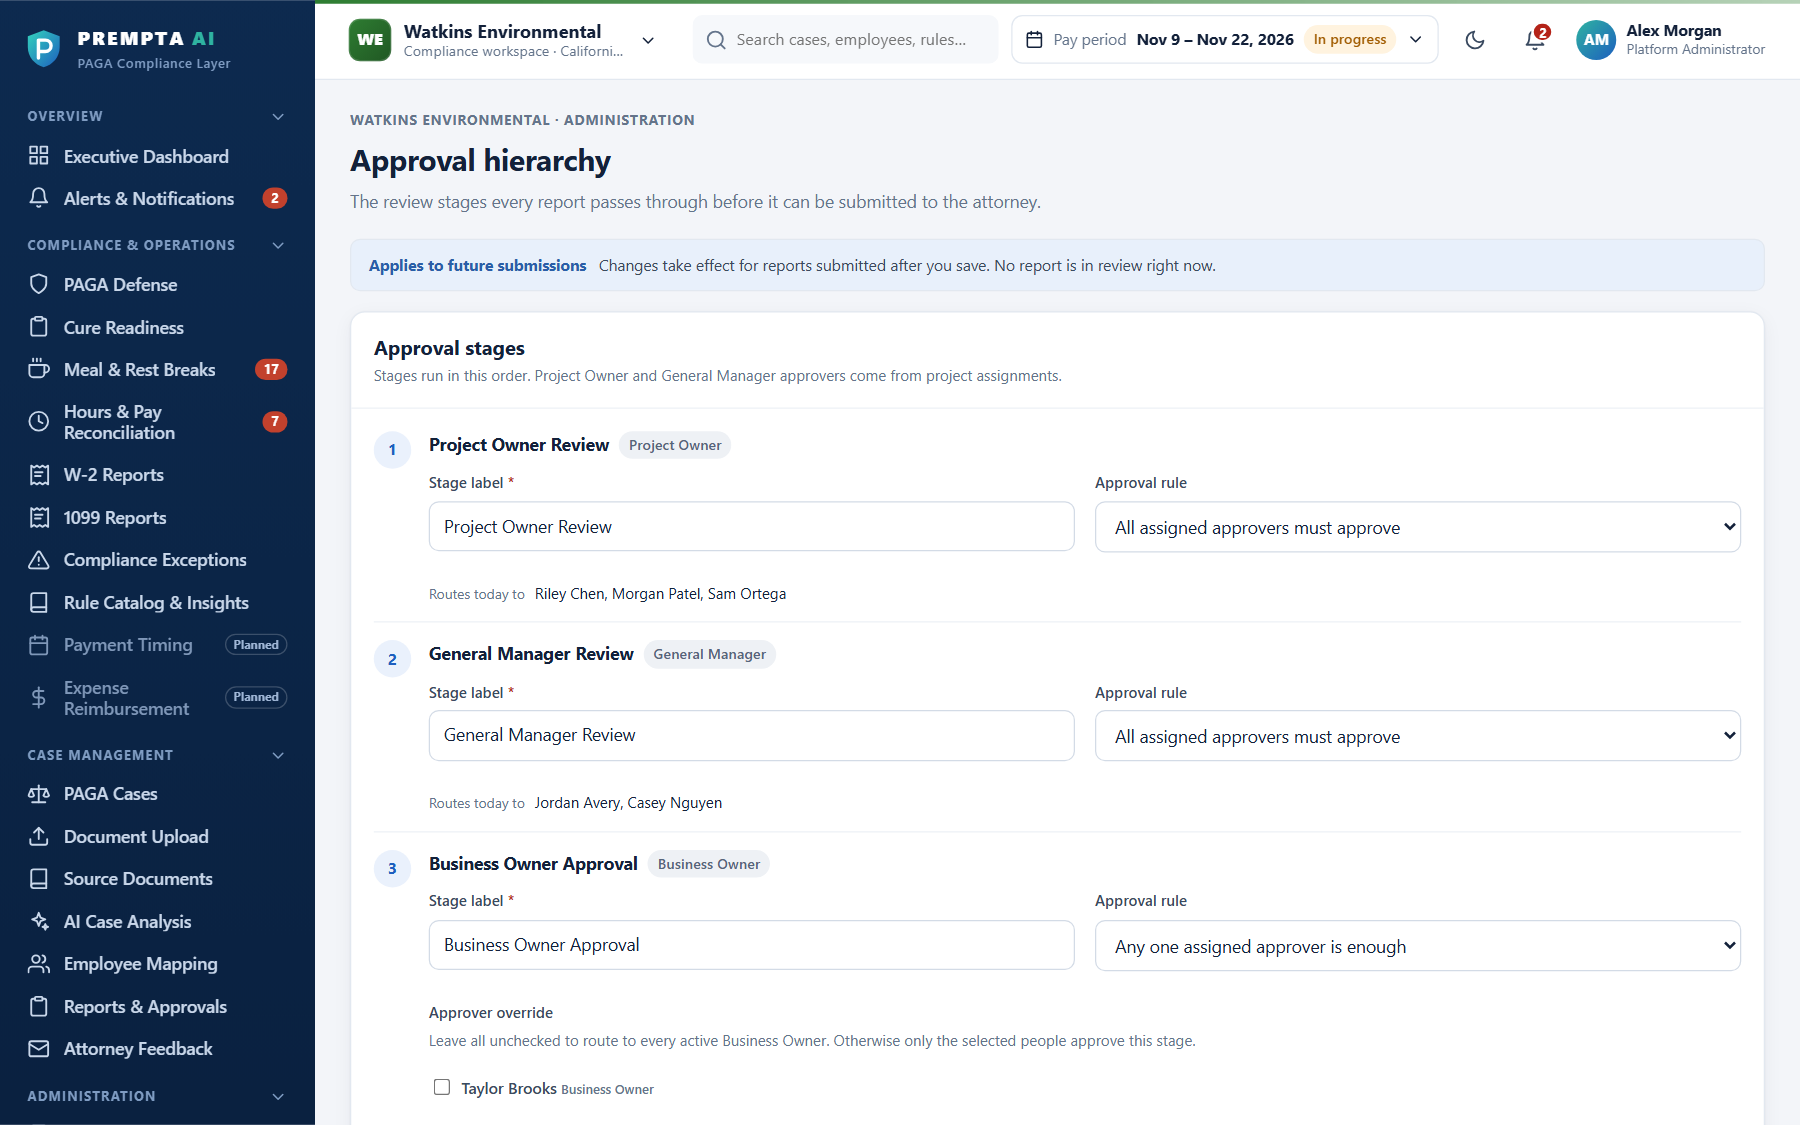 PREMPTA AI
PAGA Compliance Layer
OVERVIEW
Executive Dashboard
Alerts & Notifications 2
COMPLIANCE & OPERATIONS
PAGA Defense
Cure Readiness
Meal & Rest Breaks 17
Hours & Pay
Reconciliation 7
W-2 Reports
1099 Reports
Compliance Exceptions
Rule Catalog & Insights
Payment Timing Planned
Expense
Reimbursement Planned
CASE MANAGEMENT
PAGA Cases
Document Upload
Source Documents
AI Case Analysis
Employee Mapping
Reports & Approvals
Attorney Feedback
ADMINISTRATION
WE
Watkins Environmental
Compliance workspace · Californi...
Search cases, employees, rules...
Pay period Nov 9 – Nov 22, 2026 In progress
2
AM
Alex Morgan
Platform Administrator
WATKINS ENVIRONMENTAL · ADMINISTRATION
Approval hierarchy
The review stages every report passes through before it can be submitted to the attorney.
Applies to future submissions Changes take effect for reports submitted after you save. No report is in review right now.
Approval stages
Stages run in this order. Project Owner and General Manager approvers come from project assignments.
1 Project Owner Review Project Owner
Stage label * Approval rule
Project Owner Review All assigned approvers must approve
Routes today to Riley Chen, Morgan Patel, Sam Ortega
2 General Manager Review General Manager
Stage label * Approval rule
General Manager Review All assigned approvers must approve
Routes today to Jordan Avery, Casey Nguyen
3 Business Owner Approval Business Owner
Stage label * Approval rule
Business Owner Approval Any one assigned approver is enough
Approver override
Leave all unchecked to route to every active Business Owner. Otherwise only the selected people approve this stage.
Taylor Brooks Business Owner